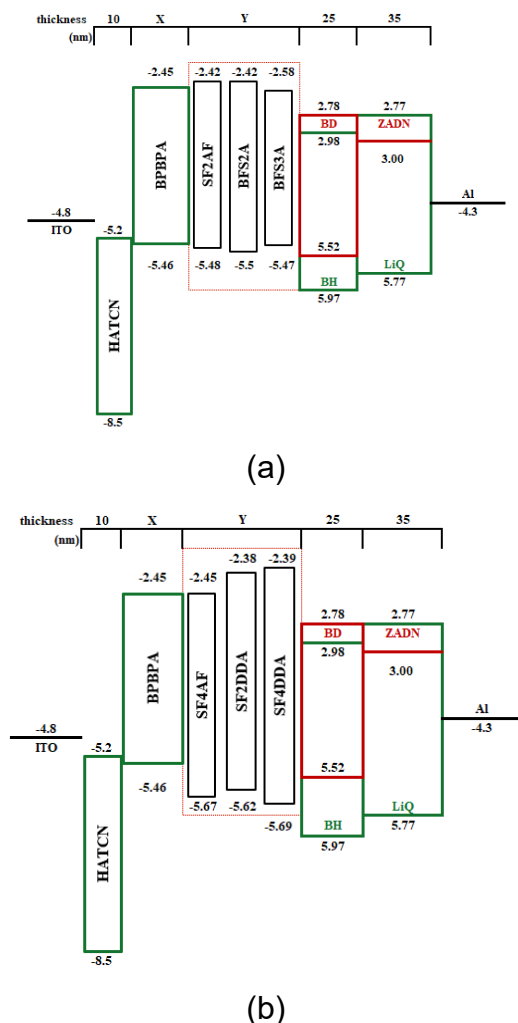 thickness 10 X Y 25 35
(nm)
-2.45 -2.42 -2.42 -2.58
2.78 2.77
BD ZADN
2.98
3.00
BPBPA SF2AF BFS2A BFS3A
Al
-4.3
-4.8
ITO
-5.2
-5.46 -5.48 -5.5 -5.47
5.52
BH LiQ
5.97 5.77
HATCN
-8.5
(a)
thickness 10 X Y 25 35
(nm)
-2.45 -2.45 -2.38 -2.39
2.78 2.77
BD ZADN
2.98
3.00
BPBPA SF4AF SF2DDA SF4DDA
Al
-4.3
-4.8
ITO
-5.2
-5.46 -5.67 -5.62 -5.69
5.52
BH LiQ
5.97 5.77
HATCN
-8.5
(b)